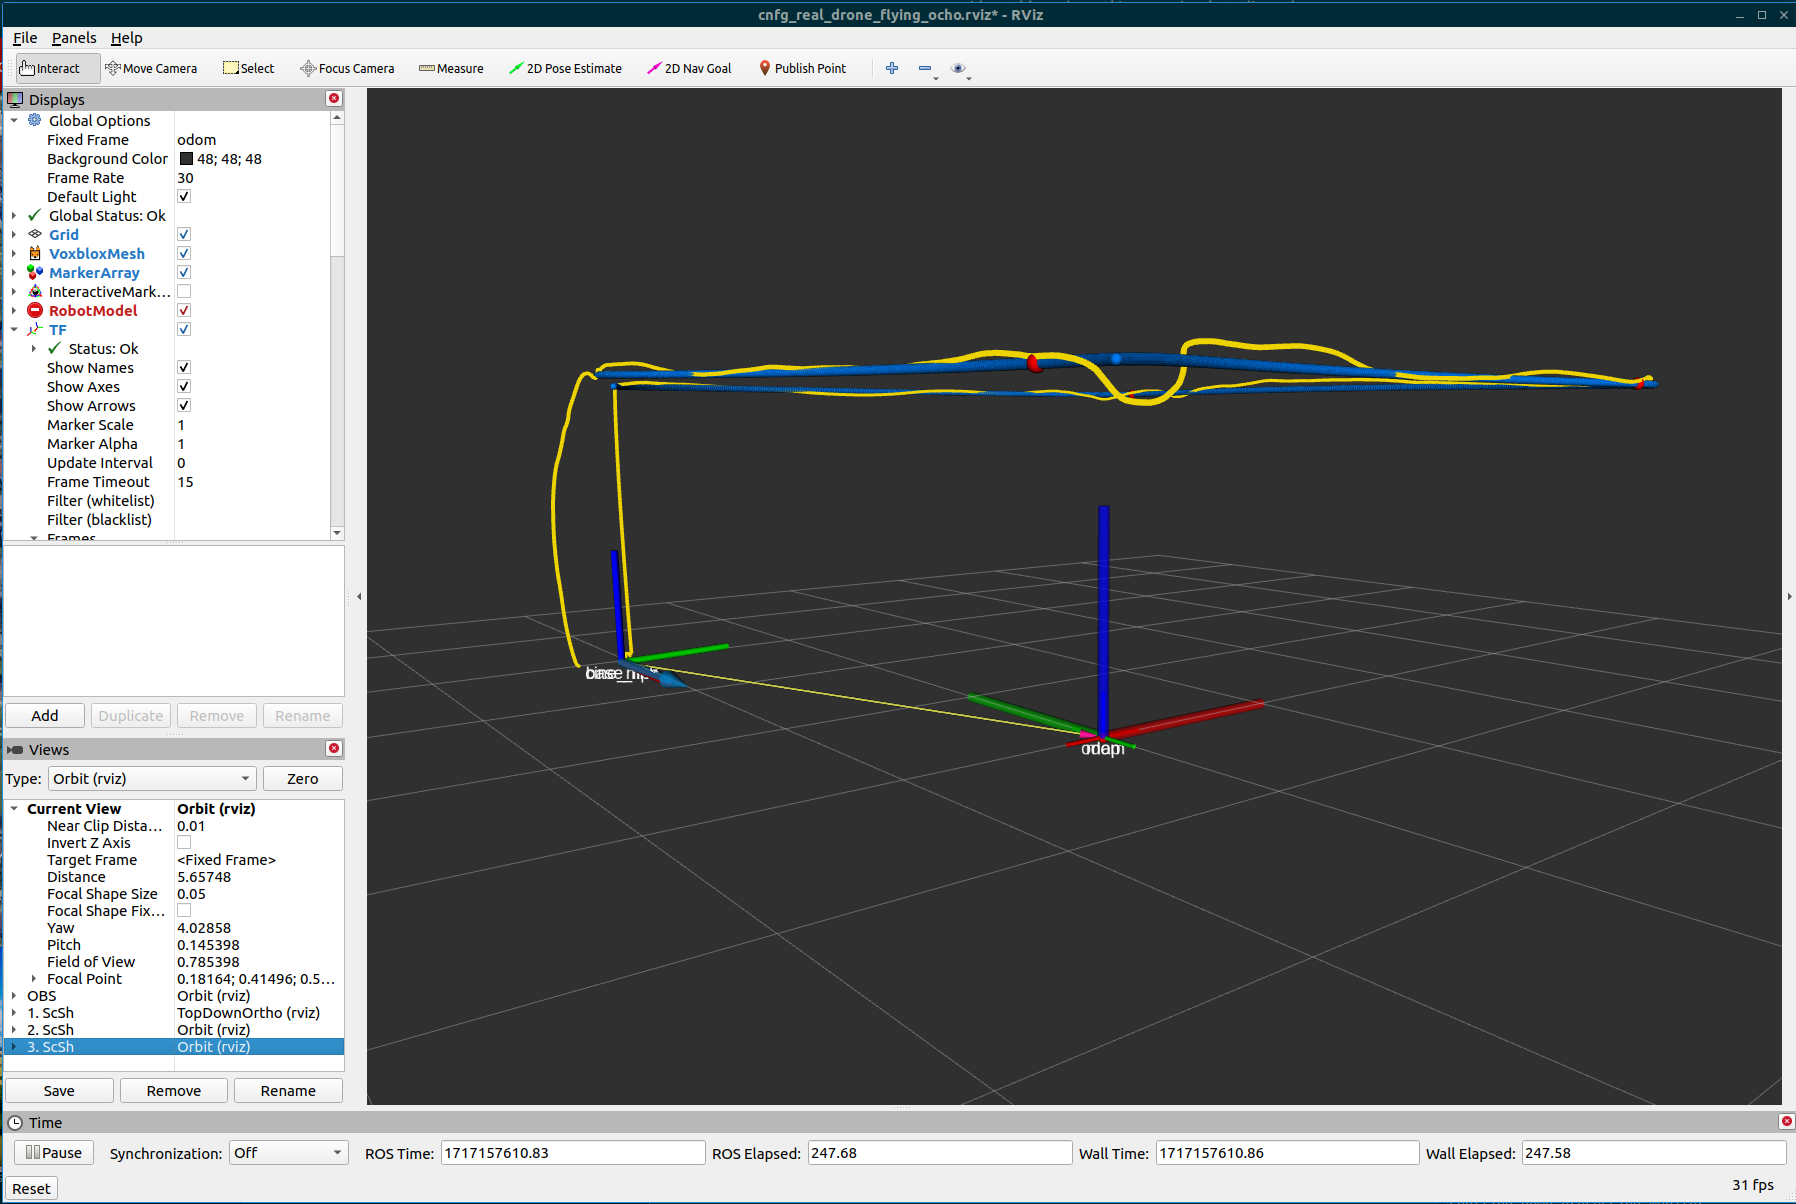 cnfg_real_drone_flying_ocho.rviz* - RViz
File Panels Help
Interact Move Camera Select Focus Camera Measure 2D Pose Estimate 2D Nav Goal Publish Point
Displays
Global Options
Fixed Frame odom
Background Color 48; 48; 48
Frame Rate 30
Default Light
Global Status: Ok
Grid
VoxbloxMesh
MarkerArray
InteractiveMark...
RobotModel
TF
Status: Ok
Show Names
Show Axes
Show Arrows
Marker Scale 1
Marker Alpha 1
Update Interval 0
Frame Timeout 15
Filter (whitelist)
Filter (blacklist)
Frames
Add Duplicate Remove Rename
Views
Type: Orbit (rviz) Zero
Current View Orbit (rviz)
Near Clip Dista... 0.01
Invert Z Axis
Target Frame <Fixed Frame>
Distance 5.65748
Focal Shape Size 0.05
Focal Shape Fix...
Yaw 4.02858
Pitch 0.145398
Field of View 0.785398
Focal Point 0.18164; 0.41496; 0.5...
OBS Orbit (rviz)
1. ScSh TopDownOrtho (rviz)
2. ScSh Orbit (rviz)
3. ScSh Orbit (rviz)
Save Remove Rename
Time
Pause Synchronization: Off ROS Time: 1717157610.83 ROS Elapsed: 247.68 Wall Time: 1717157610.86 Wall Elapsed: 247.58
Reset 31 fps